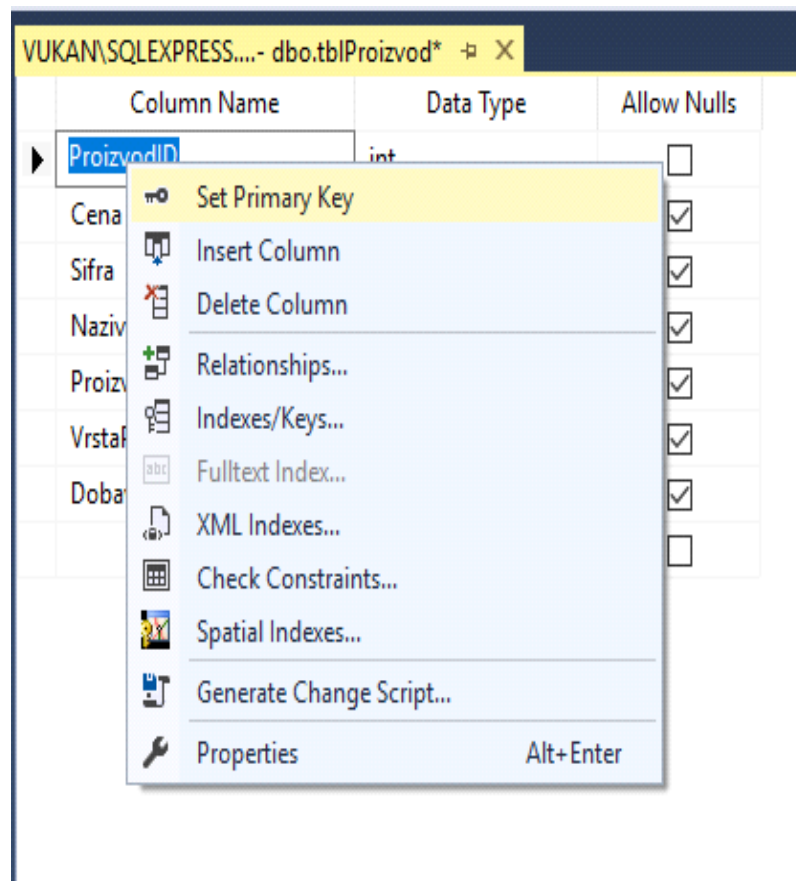 VUKAN\SQLEXPRESS....- dbo.tblProizvod*
Column Name Data Type Allow Nulls
ProizvodID int
Set Primary Key
Cena
Insert Column
Sifra
Delete Column
Naziv
Relationships...
Indexes/Keys...
Fulltext Index...
XML Indexes...
Check Constraints...
Spatial Indexes...
Generate Change Script...
Properties Alt+Enter